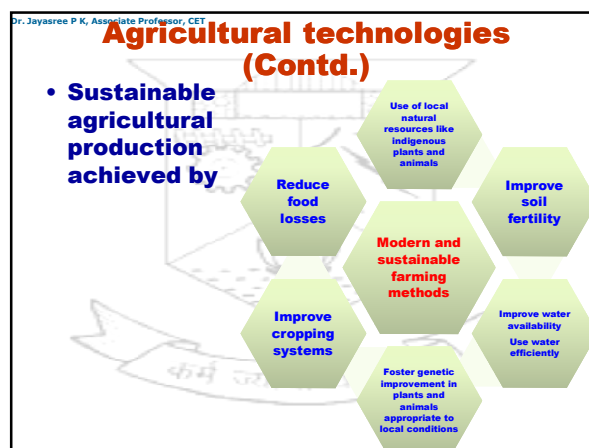 Dr. Jayasree P K, Associate Professor, CET
Agricultural technologies
(Contd.)
• Sustainable
agricultural
production
achieved by
Use of local
natural
resources like
indigenous
plants and
animals
Improve
soil
fertility
Improve water
availability
Use water
efficiently
Foster genetic
improvement in
plants and
animals
appropriate to
local conditions
Improve
cropping
systems
Reduce
food
losses
Modern and
sustainable
farming
methods
कर्म